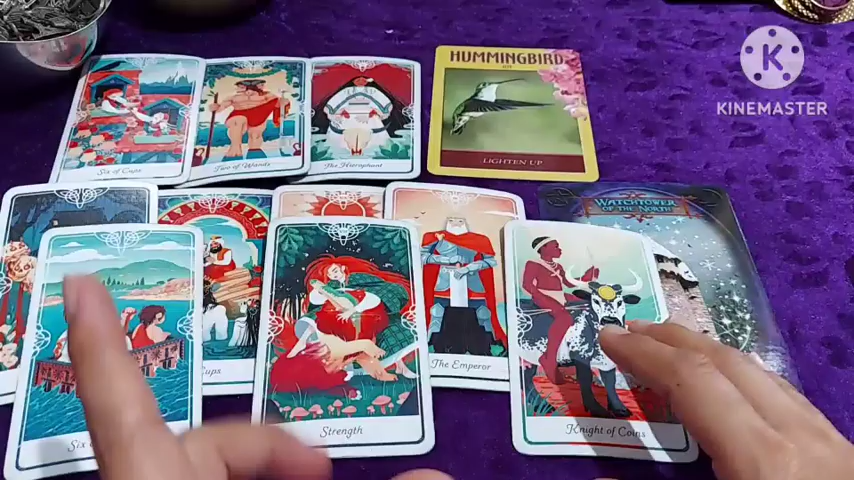 K
KINEMASTER
HUMMINGBIRD
Six of Cups
Two of Wands
The Hierophant
LIGHTEN UP
WATCHTOWER
OF THE NORTH
The Emperor
Strength
Knight of Coins